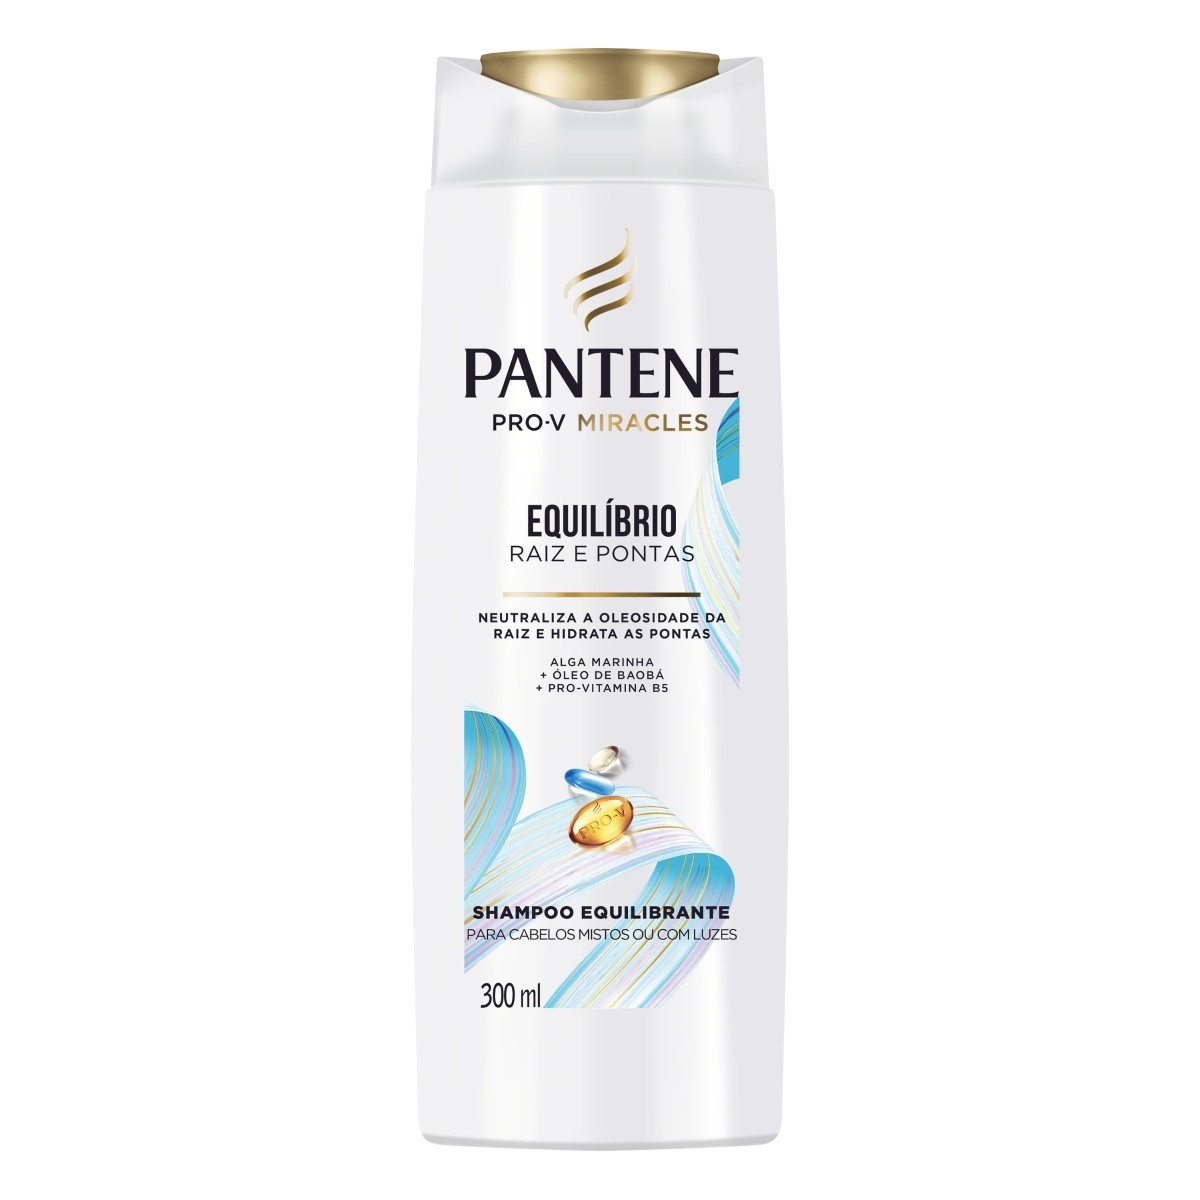 PANTENE
PRO-V MIRACLES
EQUILÍBRIO
RAIZ E PONTAS
NEUTRALIZA A OLEOSIDADE DA
RAIZ E HIDRATA AS PONTAS
ALGA MARINHA
+ ÓLEO DE BAOBÁ
+ PRO-VITAMINA B5
PRO-V
SHAMPOO EQUILIBRANTE
PARA CABELOS MISTOS OU COM LUZES
300 ml